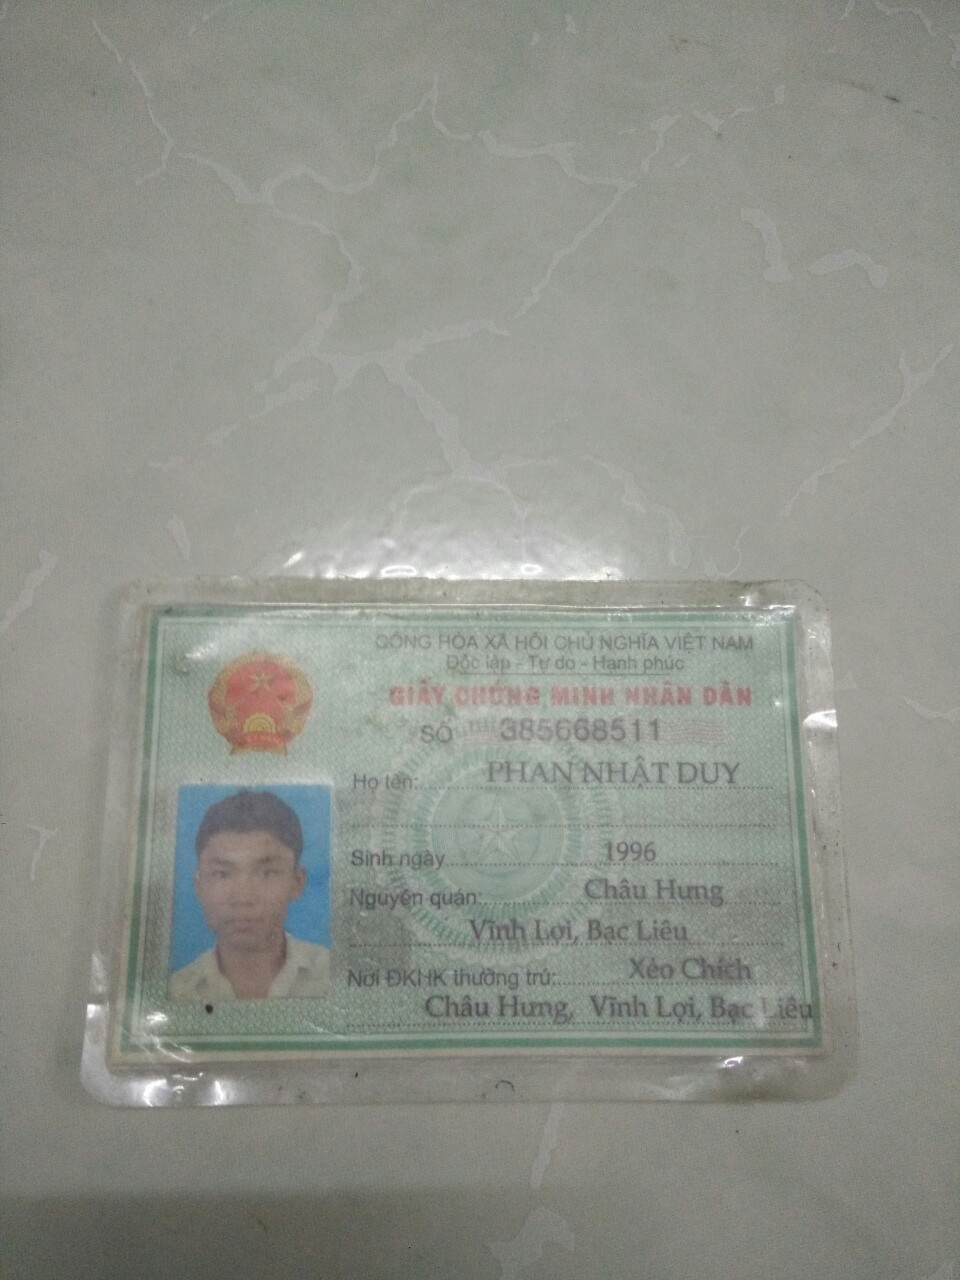 CỘNG HÒA XÃ HỘI CHỦ NGHĨA VIỆT NAM
Độc lập - Tự do - Hạnh phúc
GIẤY CHỨNG MINH NHÂN DÂN
SỐ 385668511
Họ tên: PHAN NHẬT DUY
Sinh ngày 1996
Nguyên quán: Châu Hưng
Vĩnh Lợi, Bạc Liêu
Nơi ĐKHK thường trú: Xẻo Chích
Châu Hưng, Vĩnh Lợi, Bạc Liêu